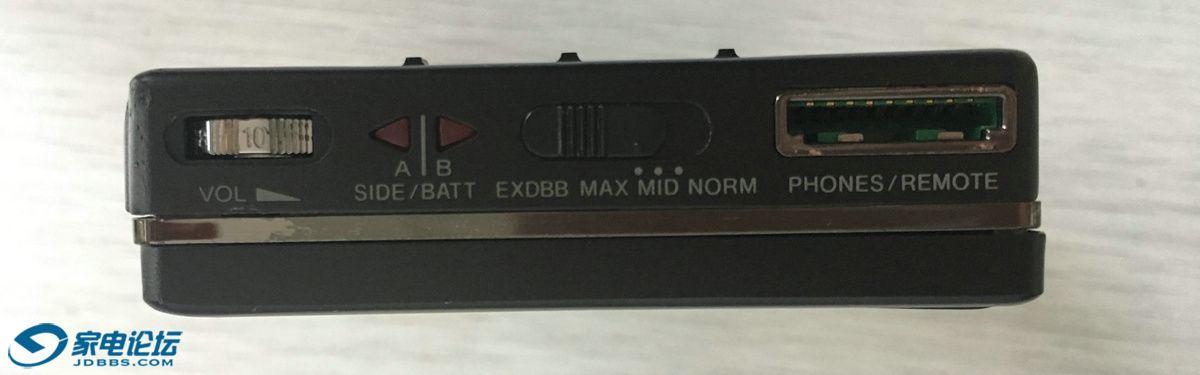 10
A B
VOL SIDE/BATT EXDBB MAX MID NORM PHONES/REMOTE
家电论坛
JDBBS.COM